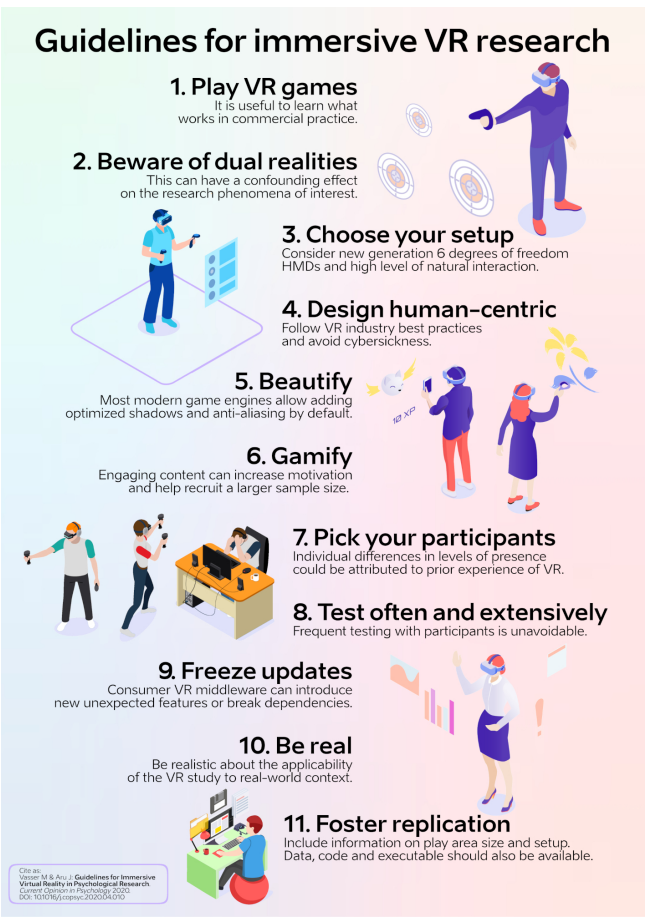 Guidelines for immersive VR research
1. Play VR games
It is useful to learn what
works in commercial practice.
2. Beware of dual realities
This can have a confounding effect
on the research phenomena of interest.
3. Choose your setup
Consider new generation 6 degrees of freedom
HMDs and high level of natural interaction.
4. Design human-centric
Follow VR industry best practices
and avoid cybersickness.
5. Beautify
Most modern game engines allow adding
optimized shadows and anti-aliasing by default.
10 XP
6. Gamify
Engaging content can increase motivation
and help recruit a larger sample size.
7. Pick your participants
Individual differences in levels of presence
could be attributed to prior experience of VR.
8. Test often and extensively
Frequent testing with participants is unavoidable.
9. Freeze updates
Consumer VR middleware can introduce
new unexpected features or break dependencies.
!
10. Be real
Be realistic about the applicability
of the VR study to real-world context.
11. Foster replication
Include information on play area size and setup.
Data, code and executable should also be available.
Cite as:
Vasser M & Aru J: Guidelines for Immersive
Virtual Reality in Psychological Research.
Current Opinion in Psychology 2020.
DOI: 10.1016/j.copsyc.2020.04.010